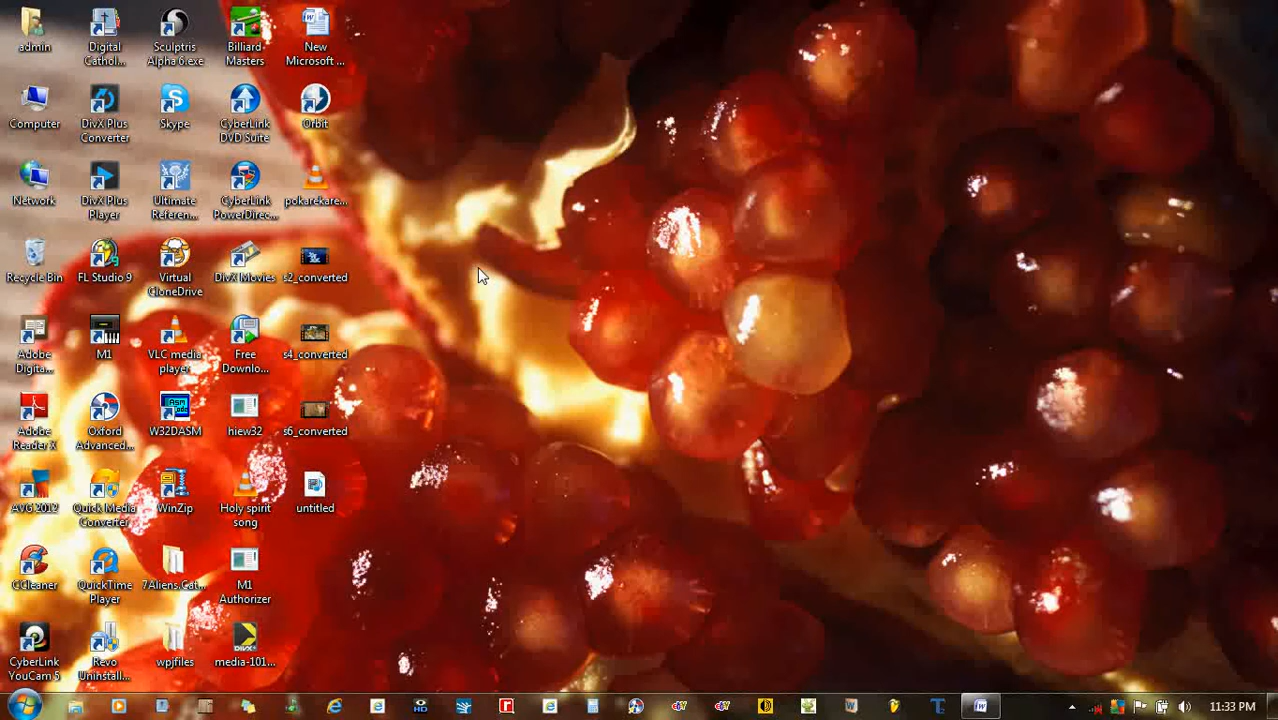 admin
Digital
Cathol...
Sculptris
Alpha 6.exe
Billiard
Masters
New
Microsoft ...
Computer
DivX Plus
Converter
Skype
CyberLink
DVD Suite
Orbit
Network
DivX Plus
Player
Ultimate
Referen...
CyberLink
PowerDirec...
pokarekare...
Recycle Bin
FL Studio 9
Virtual
CloneDrive
DivX Movies
s2_converted
Adobe
Digita...
M1
VLC media
player
Free
Downlo...
s4_converted
Adobe
Reader X
Oxford
Advanced...
W32DASM
hiew32
s6_converted
AVG 2012
Quick Media
Converter
WinZip
Holy spirit
song
untitled
CCleaner
QuickTime
Player
7Aliens.Cat...
M1
Authorizer
CyberLink
YouCam 5
Revo
Uninstall...
wpjfiles
media-101...
11:33 PM